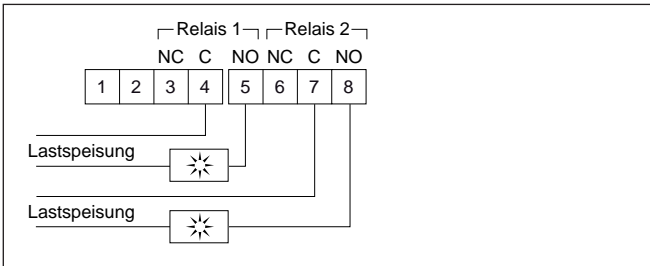 Relais 1 Relais 2
NC C NO NC C NO
1 2 3 4 5 6 7 8
Lastspeisung
Lastspeisung